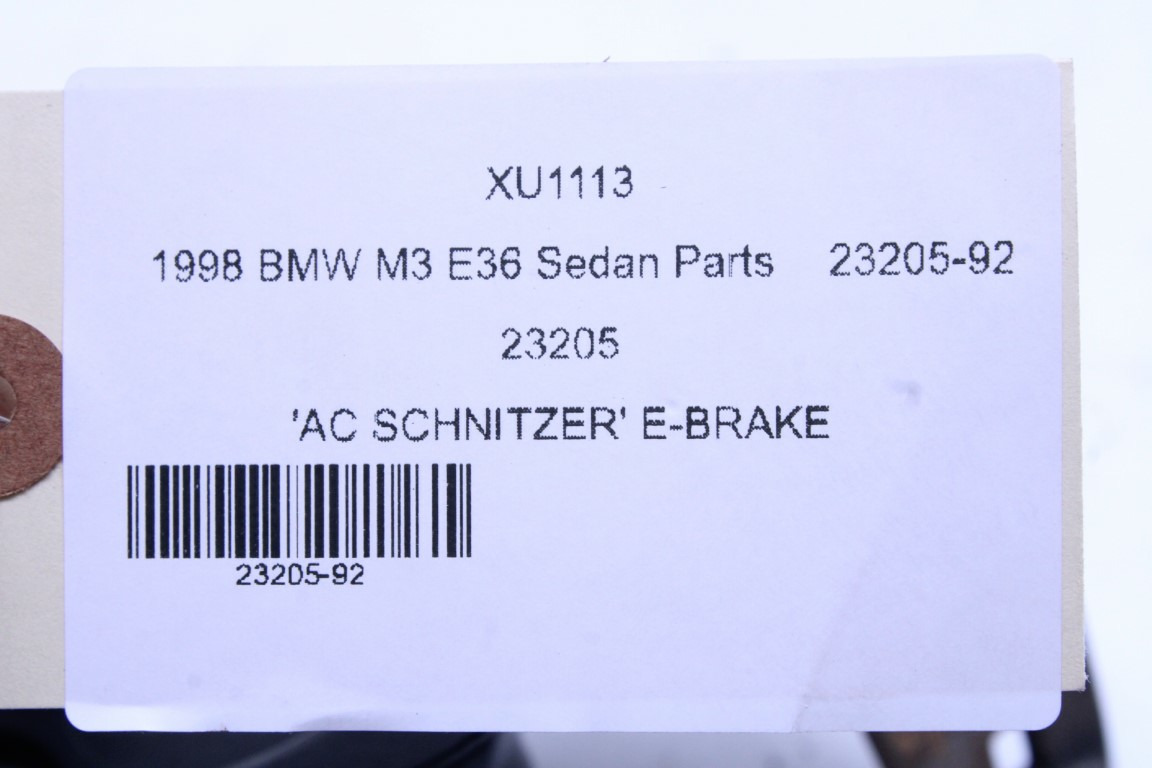 XU1113
1998 BMW M3 E36 Sedan Parts 23205-92
23205
'AC SCHNITZER' E-BRAKE
23205-92